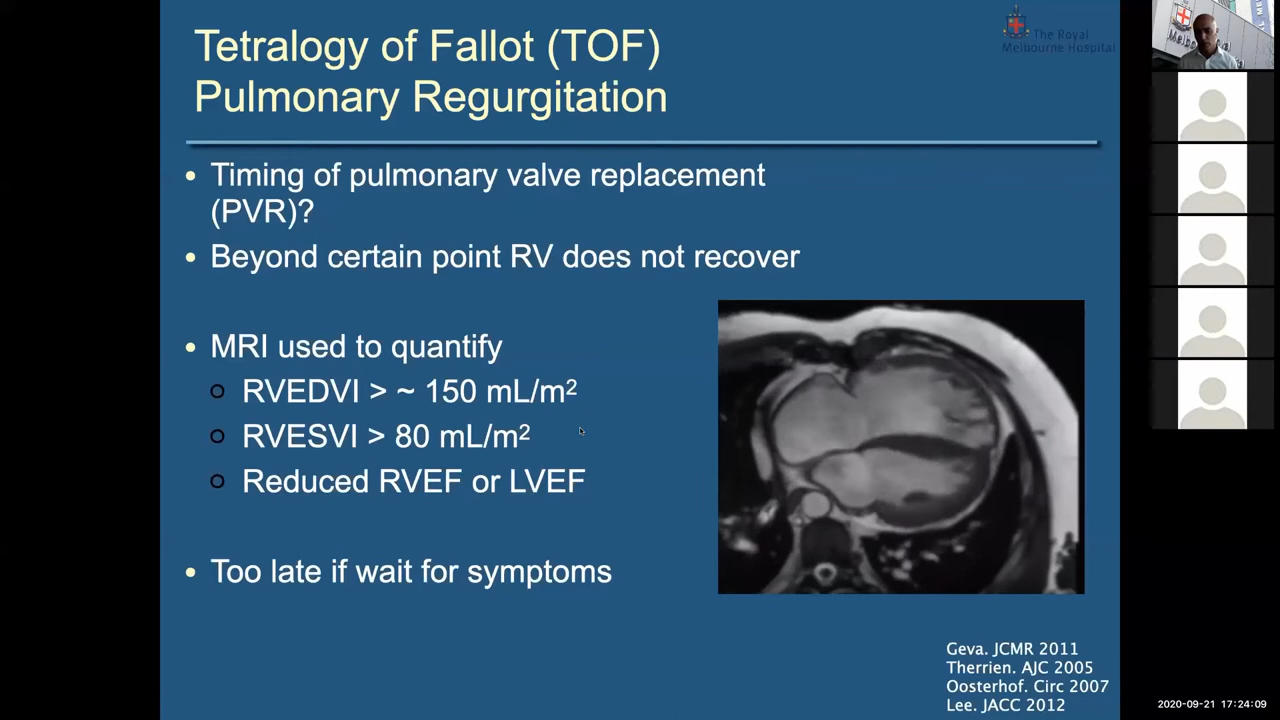 Tetralogy of Fallot (TOF)
Pulmonary Regurgitation
The Royal
Melbourne Hospital
• Timing of pulmonary valve replacement
(PVR)?
• Beyond certain point RV does not recover
• MRI used to quantify
o RVEDVI > ~ 150 mL/m²
o RVESVI > 80 mL/m²
o Reduced RVEF or LVEF
• Too late if wait for symptoms
Geva. JCMR 2011
Therrien. AJC 2005
Oosterhof. Circ 2007
Lee. JACC 2012
2020-09-21 17:24:09